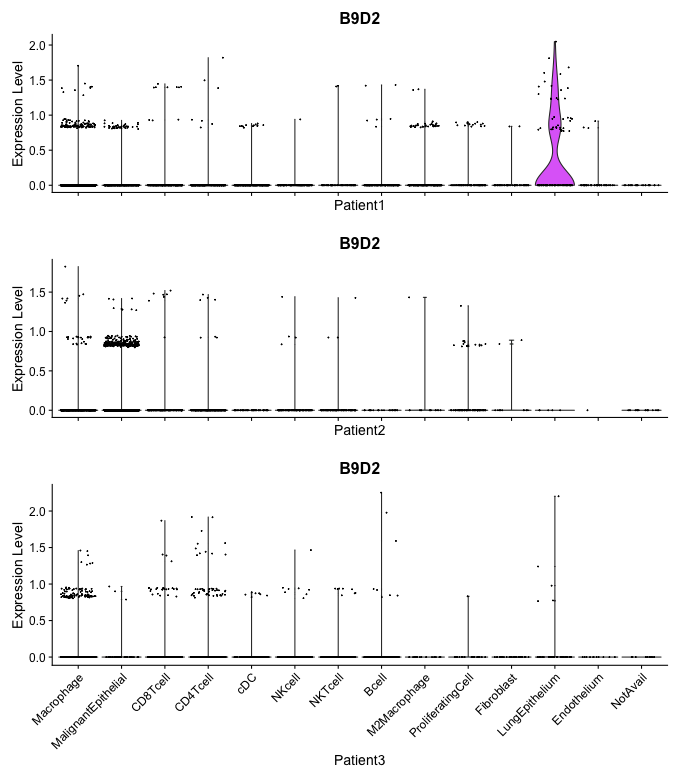 B9D2
Expression Level
2.0
1.5
1.0
0.5
0.0
Patient1
B9D2
Expression Level
1.5
1.0
0.5
0.0
Patient2
B9D2
Expression Level
2.0
1.5
1.0
0.5
0.0
Macrophage
MalignantEpithelial
CD8Tcell
CD4Tcell
cDC
NKcell
NKTcell
Bcell
M2Macrophage
ProliferatingCell
Fibroblast
LungEpithelium
Endothelium
NotAvail
Patient3